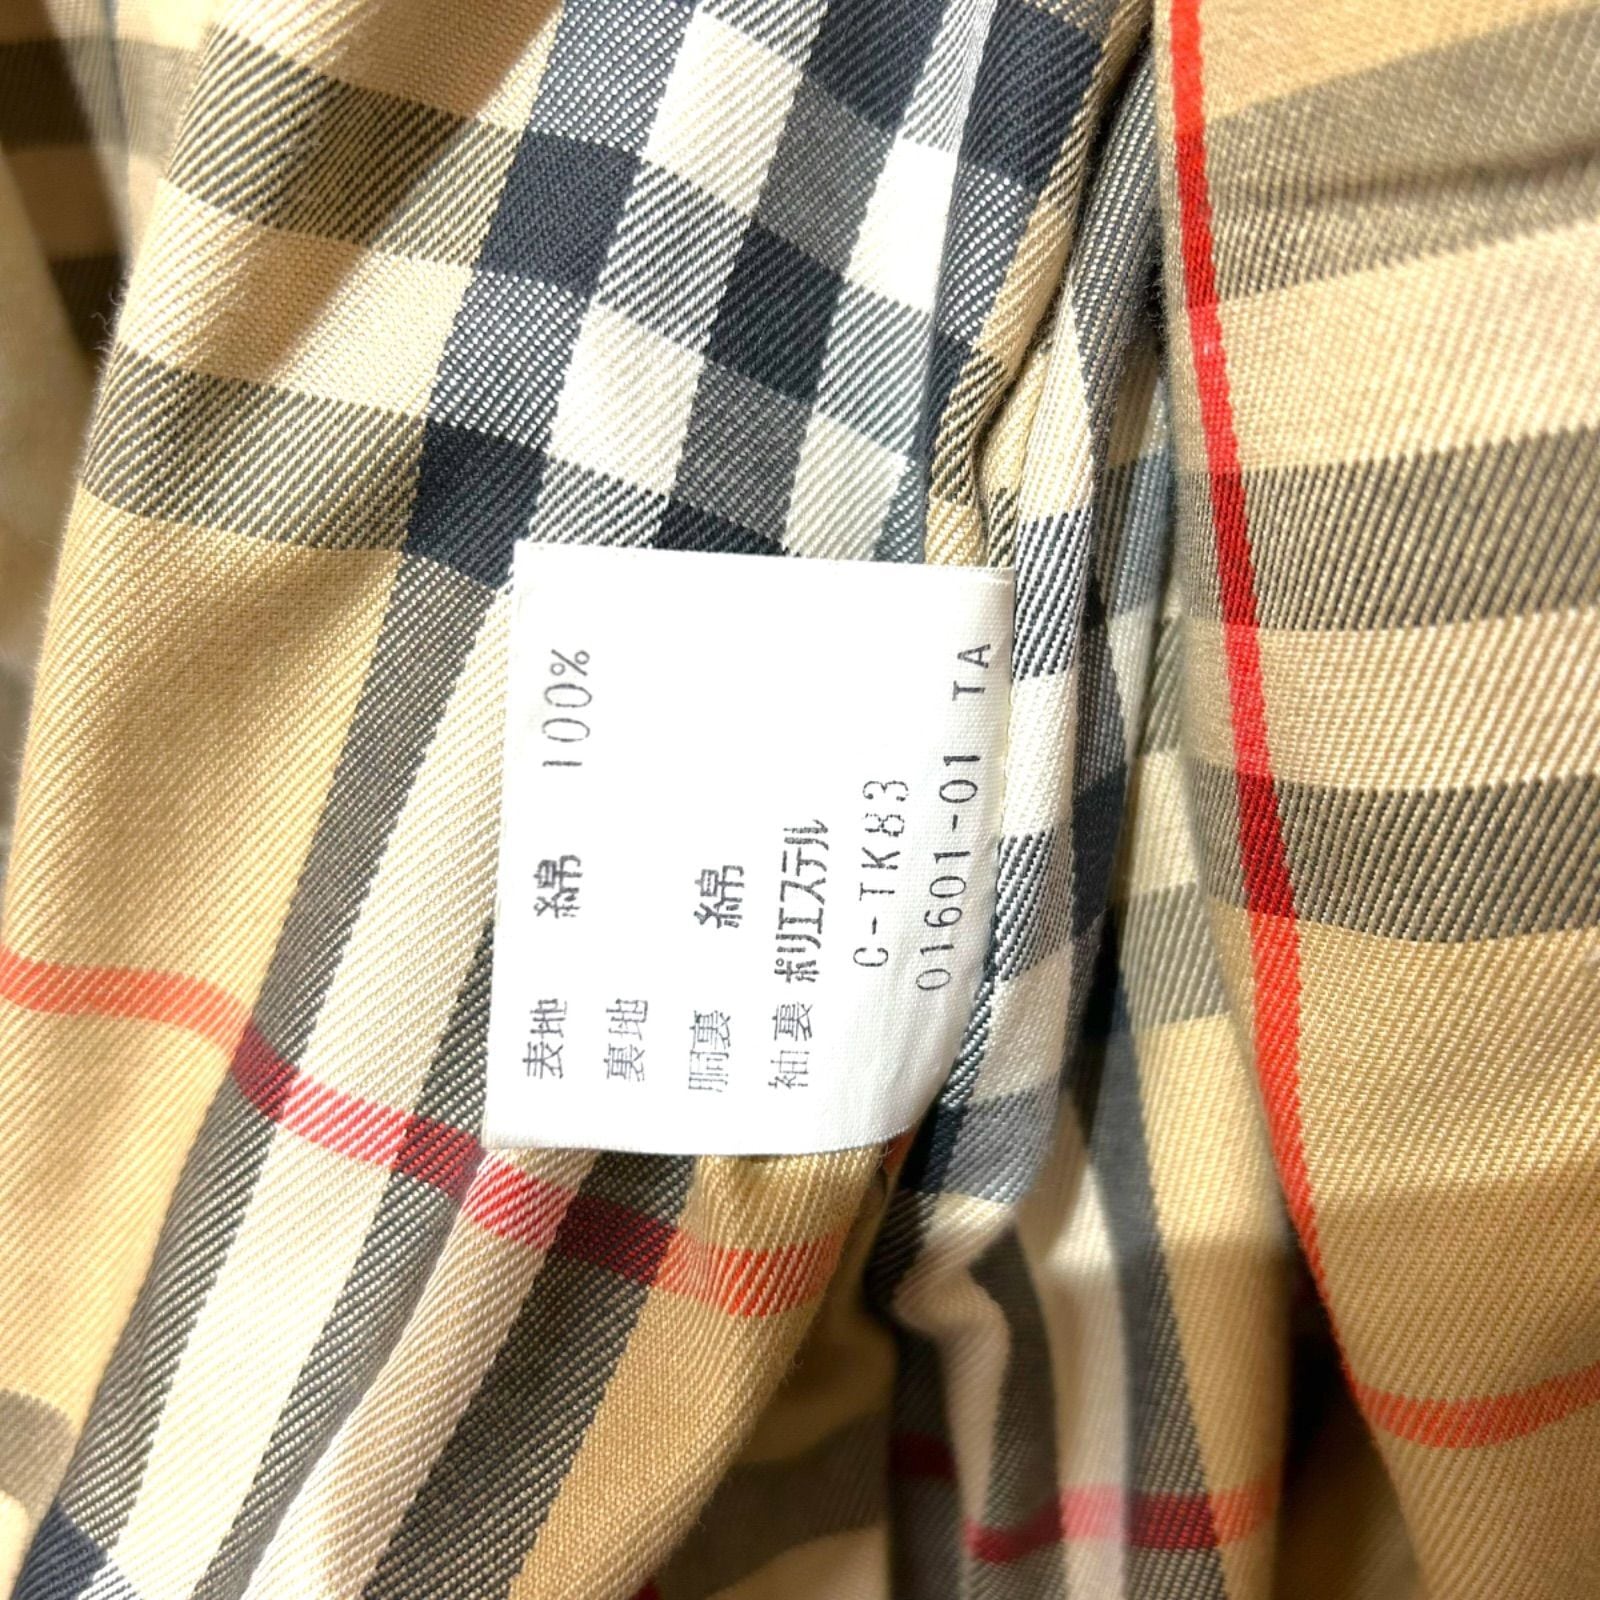 表地 綿 100%
裏地
胴裏 綿
袖裏 ポリエステル
C-TK83
01601-01 TA